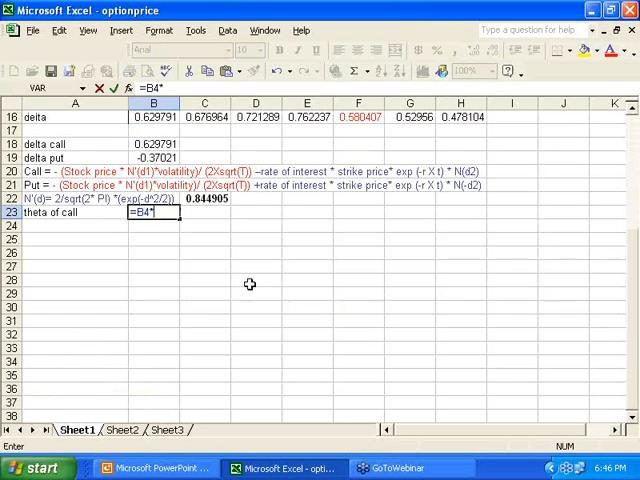 Microsoft Excel - optionprice
File Edit View Insert Format Tools Data Window Help Type a question for help
Arial 10 B I U $ % ,
100%
VAR =B4*
A B C D E F G H I J K
16 delta 0.629791 0.676964 0.721289 0.762237 0.580407 0.52956 0.478104
17
18 delta call 0.629791
19 delta put -0.37021
20 Call = - (Stock price * N'(d1)*volatility)/ (2Xsqrt(T)) –rate of interest * strike price* exp (-r X t) * N(d2)
21 Put = - (Stock price * N'(d1)*volatility)/ (2Xsqrt(T)) +rate of interest * strike price* exp (-r X t) * N(-d2)
22 N'(d)= 2/sqrt(2* PI) *(exp(-d^2/2)) 0.844905
23 theta of call =B4*
24
25
26
27
28
29
30
31
32
33
34
35
36
37
38
Sheet1 Sheet2 Sheet3
Enter NUM
start Microsoft PowerPoint ... Microsoft Excel - opti... GoToWebinar 6:46 PM